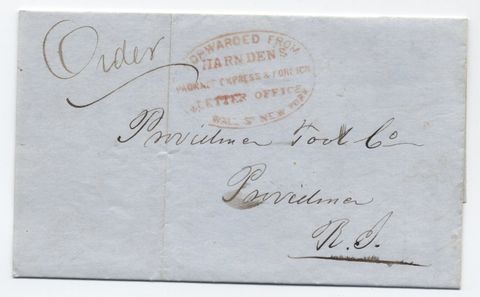 Order
FORWARDED FROM
HARNDEN'S
PACKAGE EXPRESS & FOREIGN
LETTER OFFICE
WALL ST NEW YORK
Providence Tool Co
Providence
R.I.